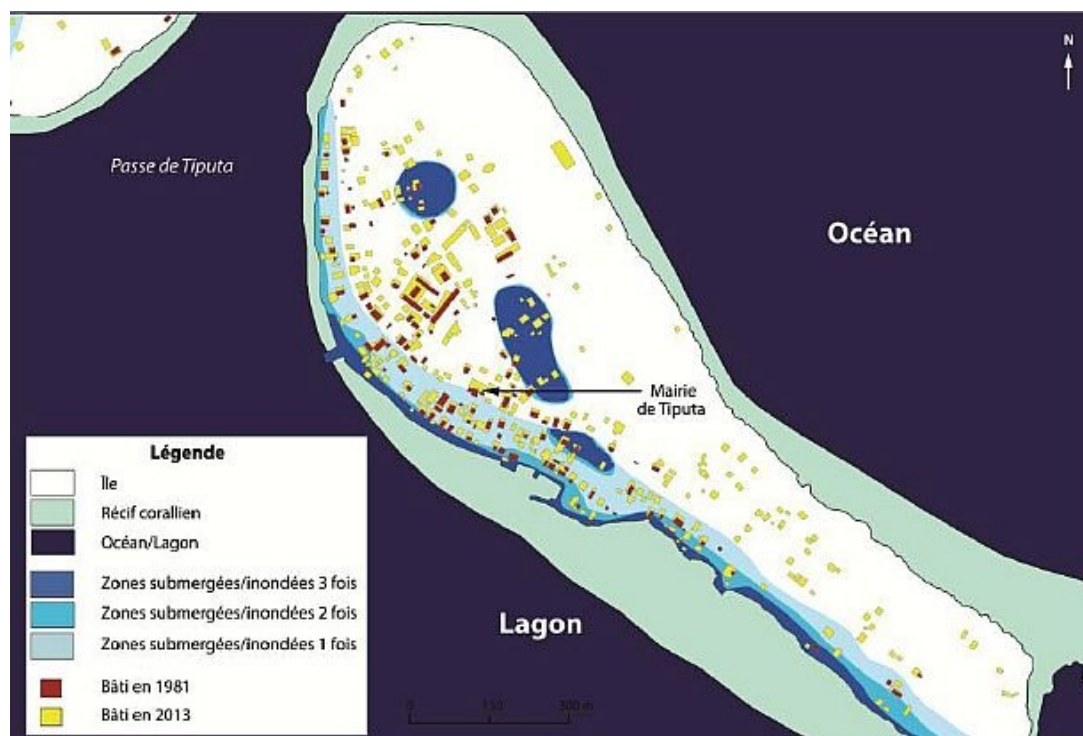 N
Passe de Tiputa
Océan
Mairie
de Tiputa
Légende
Île
Récif corallien
Océan/Lagon
Zones submergées/inondées 3 fois
Zones submergées/inondées 2 fois
Zones submergées/inondées 1 fois
Bâti en 1981
Bâti en 2013
Lagon
0 150 300 m